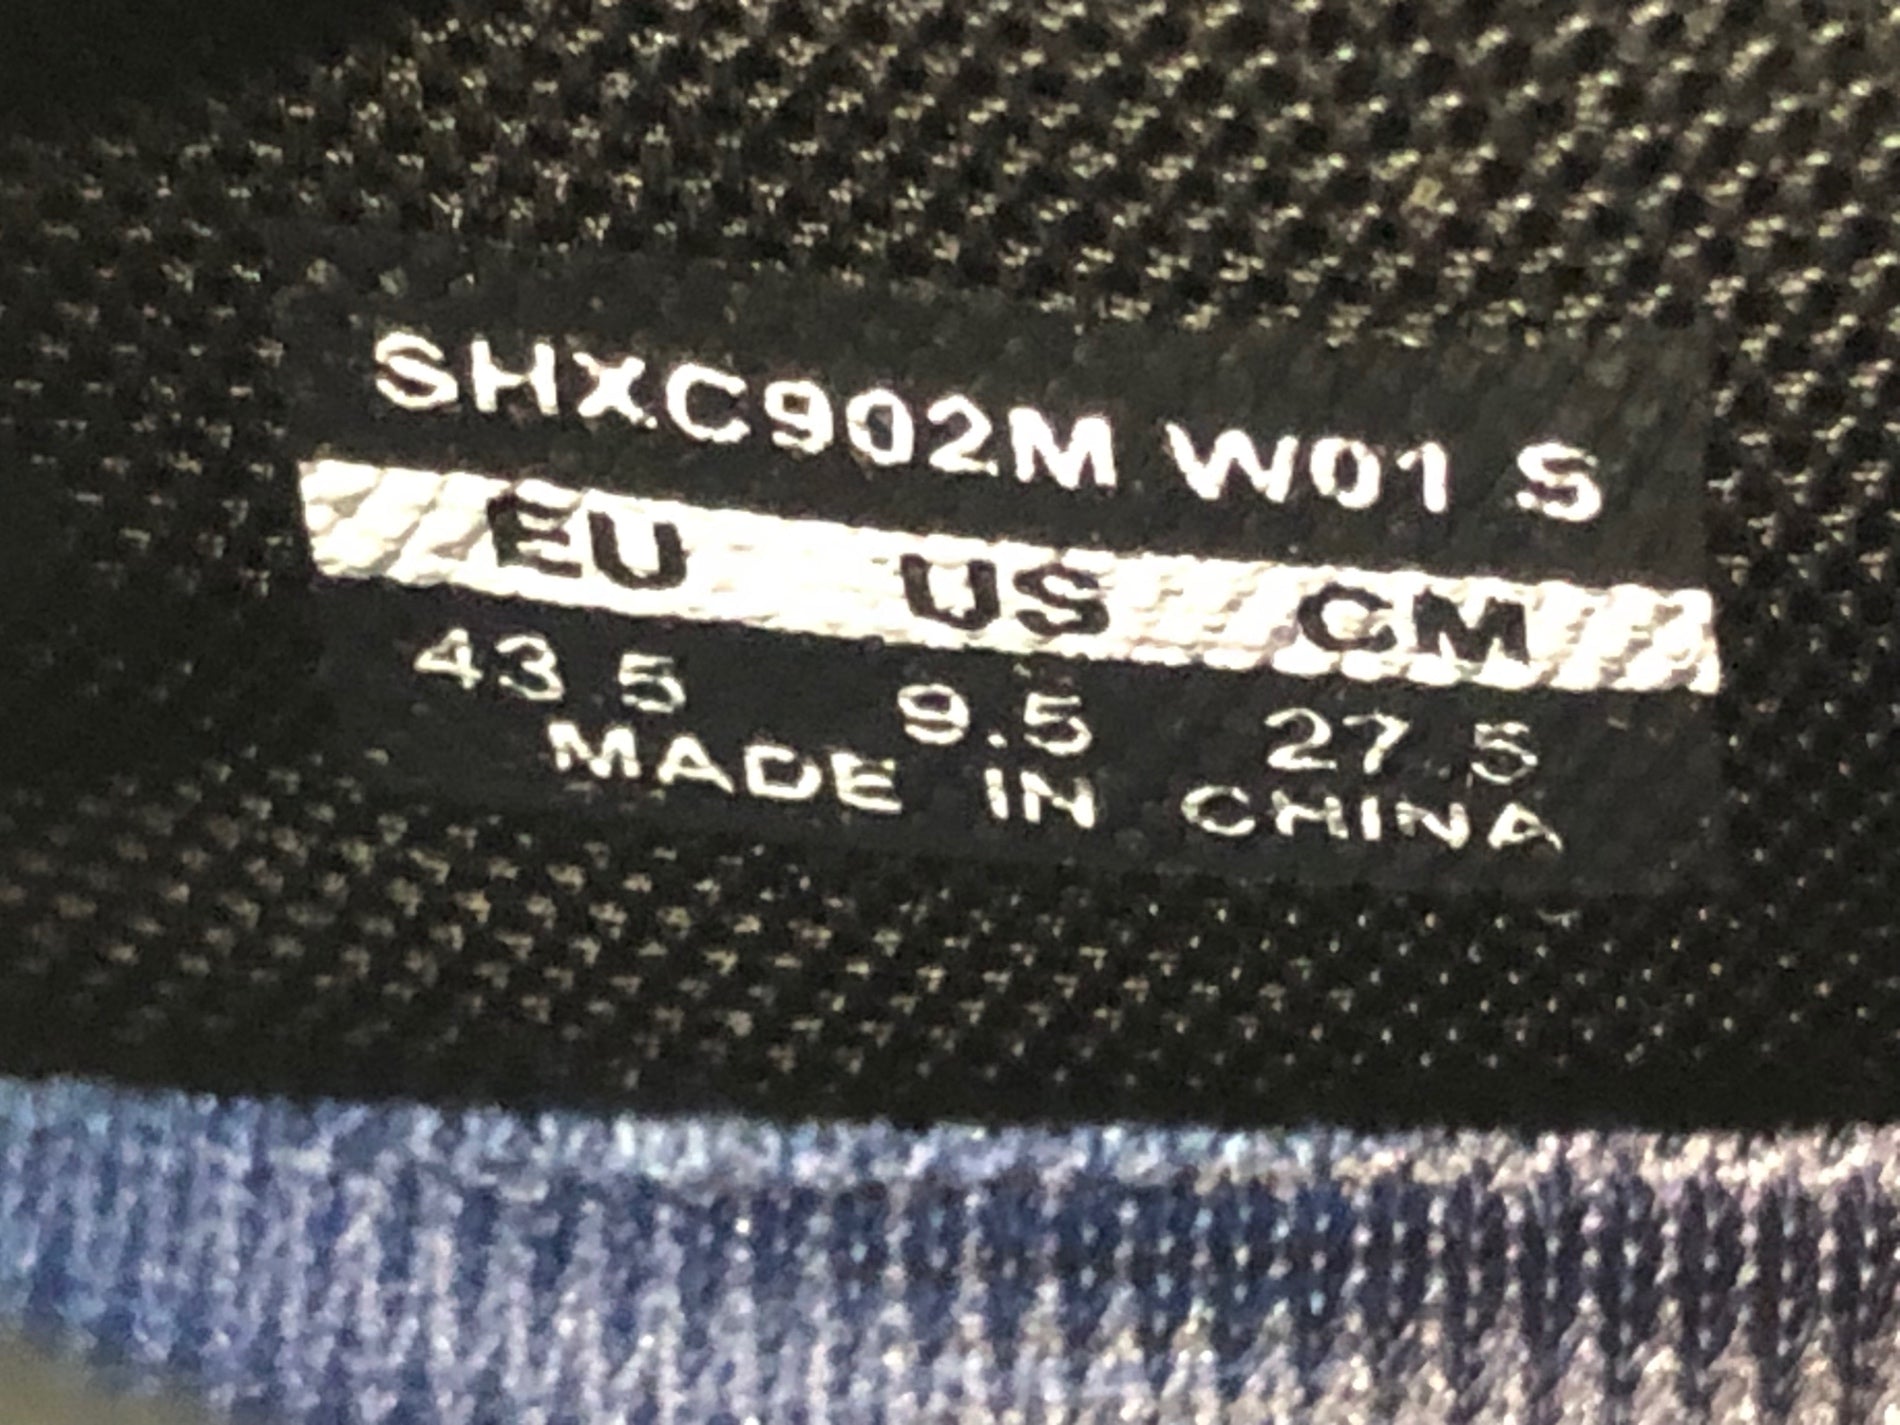 SHXC902M W01 S
EU US CM
43.5 9.5 27.5
MADE IN CHINA